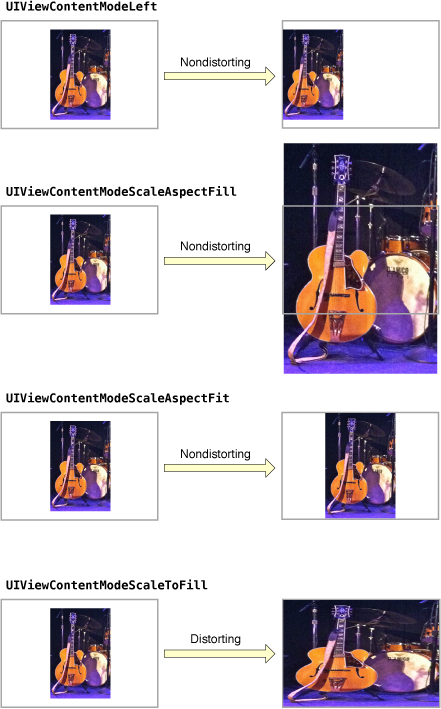 UIViewContentModeLeft
Nondistorting
UIViewContentModeScaleAspectFill
Nondistorting
UIViewContentModeScaleAspectFit
Nondistorting
UIViewContentModeScaleToFill
Distorting